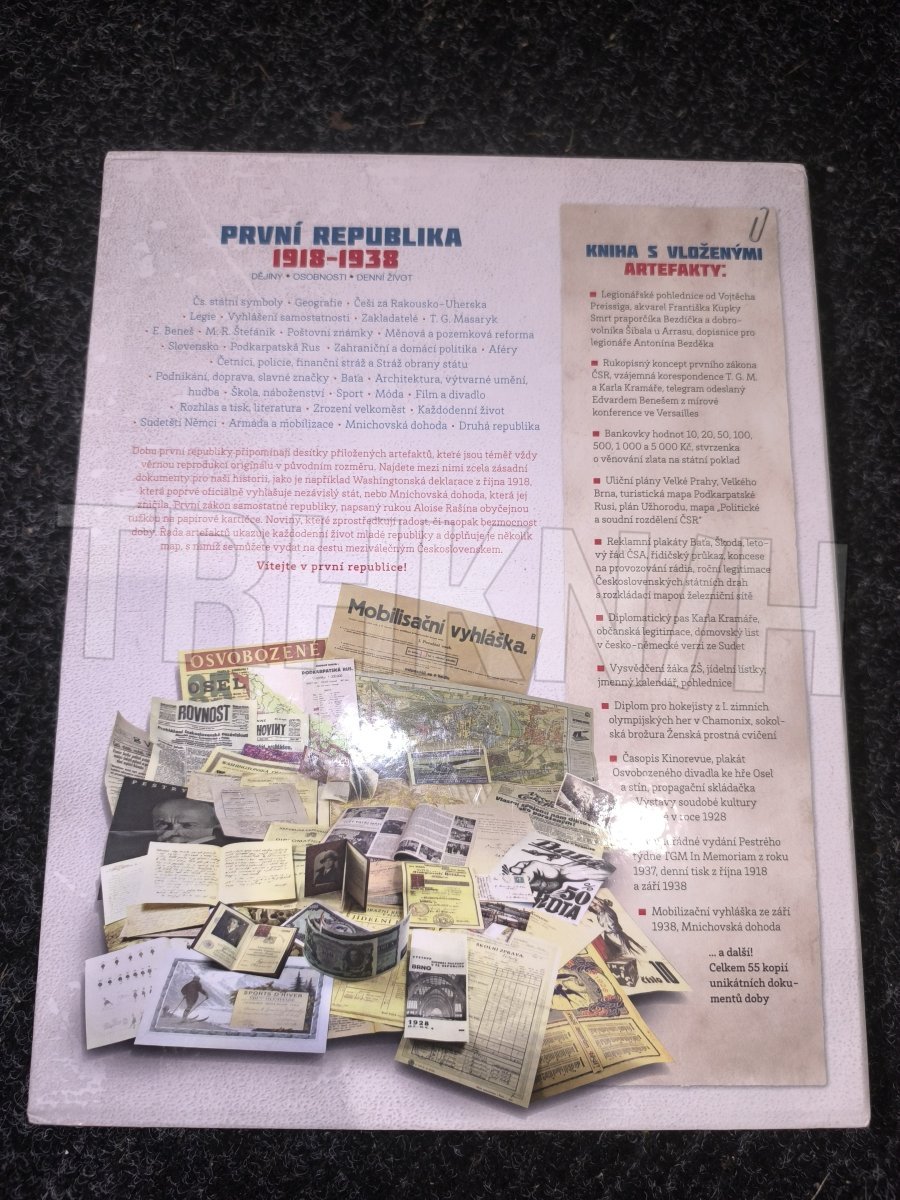 PRVNÍ REPUBLIKA
1918–1938
DĚJINY • OSOBNOSTI • DENNÍ ŽIVOT
Čs. státní symboly • Geografie • Češi za Rakousko-Uherska
• Legie • Vyhlášení samostatnosti • Zakladatelé • T. G. Masaryk
• E. Beneš • M. R. Štefánik • Poštovní známky • Měnová a pozemková reforma
• Slovensko • Podkarpatská Rus • Zahraniční a domácí politika • Aféry
• Četníci, policie, finanční stráž a Stráž obrany státu
• Podnikání, doprava, slavné značky • Baťa • Architektura, výtvarné umění,
hudba • Škola, náboženství • Sport • Móda • Film a divadlo
• Rozhlas a tisk, literatura • Zrození velkoměst • Každodenní život
• Sudetští Němci • Armáda a mobilizace • Mnichovská dohoda • Druhá republika
Dobu první republiky připomínají desítky přiložených artefaktů, které jsou téměř vždy
věrnou reprodukcí originálu v původním rozměru. Najdete mezi nimi zcela zásadní
dokumenty pro naši historii, jako je například Washingtonská deklarace z října 1918,
která poprvé oficiálně vyhlašuje nezávislý stát, nebo Mnichovská dohoda, která jej
zničila. První zákon samostatné republiky, napsaný rukou Aloise Rašína obyčejnou
tužkou na papírové kartičce. Noviny, které zprostředkují radost, či naopak bezmocnost
doby. Řada artefaktů ukazuje každodenní život mladé republiky a doplňuje je několik
map, s nimiž se můžete vydat na cestu meziválečným Československem.
Vítejte v první republice!
KNIHA S VLOŽENÝMI
ARTEFAKTY:
Legionářské pohlednice od Vojtěcha
Preissiga, akvarel Františka Kupky
Smrt praporčíka Bezdíčka a dobro-
volníka Šibala u Arrasu, dopisnice pro
legionáře Antonína Bezděka
Rukopisný koncept prvního zákona
ČSR, vzájemná korespondence T. G. M.
a Karla Kramáře, telegram odeslaný
Edvardem Benešem z mírové
konference ve Versailles
Bankovky hodnot 10, 20, 50, 100,
500, 1 000 a 5 000 Kč, stvrzenka
o věnování zlata na státní poklad
Uliční plány Velké Prahy, Velkého
Brna, turistická mapa Podkarpatské
Rusi, plán Užhorodu, mapa „Politické
a soudní rozdělení ČSR"
Reklamní plakáty Baťa, Škoda, leto-
vý řád ČSA, řidičský průkaz, koncese
na provozování rádia, roční legitimace
Československých státních drah
s rozkládací mapou železniční sítě
Diplomatický pas Karla Kramáře,
občanská legitimace, domovský list
v česko-německé verzi ze Sudet
Vysvědčení žáka ZŠ, jídelní lístky,
jmenný kalendář, pohlednice
Diplom pro hokejisty z I. zimních
olympijských her v Chamonix, sokol-
ská brožura Ženská prostná cvičení
Časopis Kinorevue, plakát
Osvobozeného divadla ke hře Osel
a stín, propagační skládačka
Výstavy soudobé kultury
v roce 1928
řádné vydání Pestrého
týdne TGM In Memoriam z roku
1937, denní tisk z října 1918
a září 1938
Mobilizační vyhláška ze září
1938, Mnichovská dohoda
... a další!
Celkem 55 kopií
unikátních doku-
mentů doby
Mobilisační vyhláška.
OSVOBOZENÉ
OSEL
PODKARPATSKÁ RUS
ROVNOST
NOVINY
PESTRÝ
50
SPORTS D'HIVER
BRNO
1928
ŠKOLNÍ ZPRÁVA
ČÍSLO 10
TRHKNIH